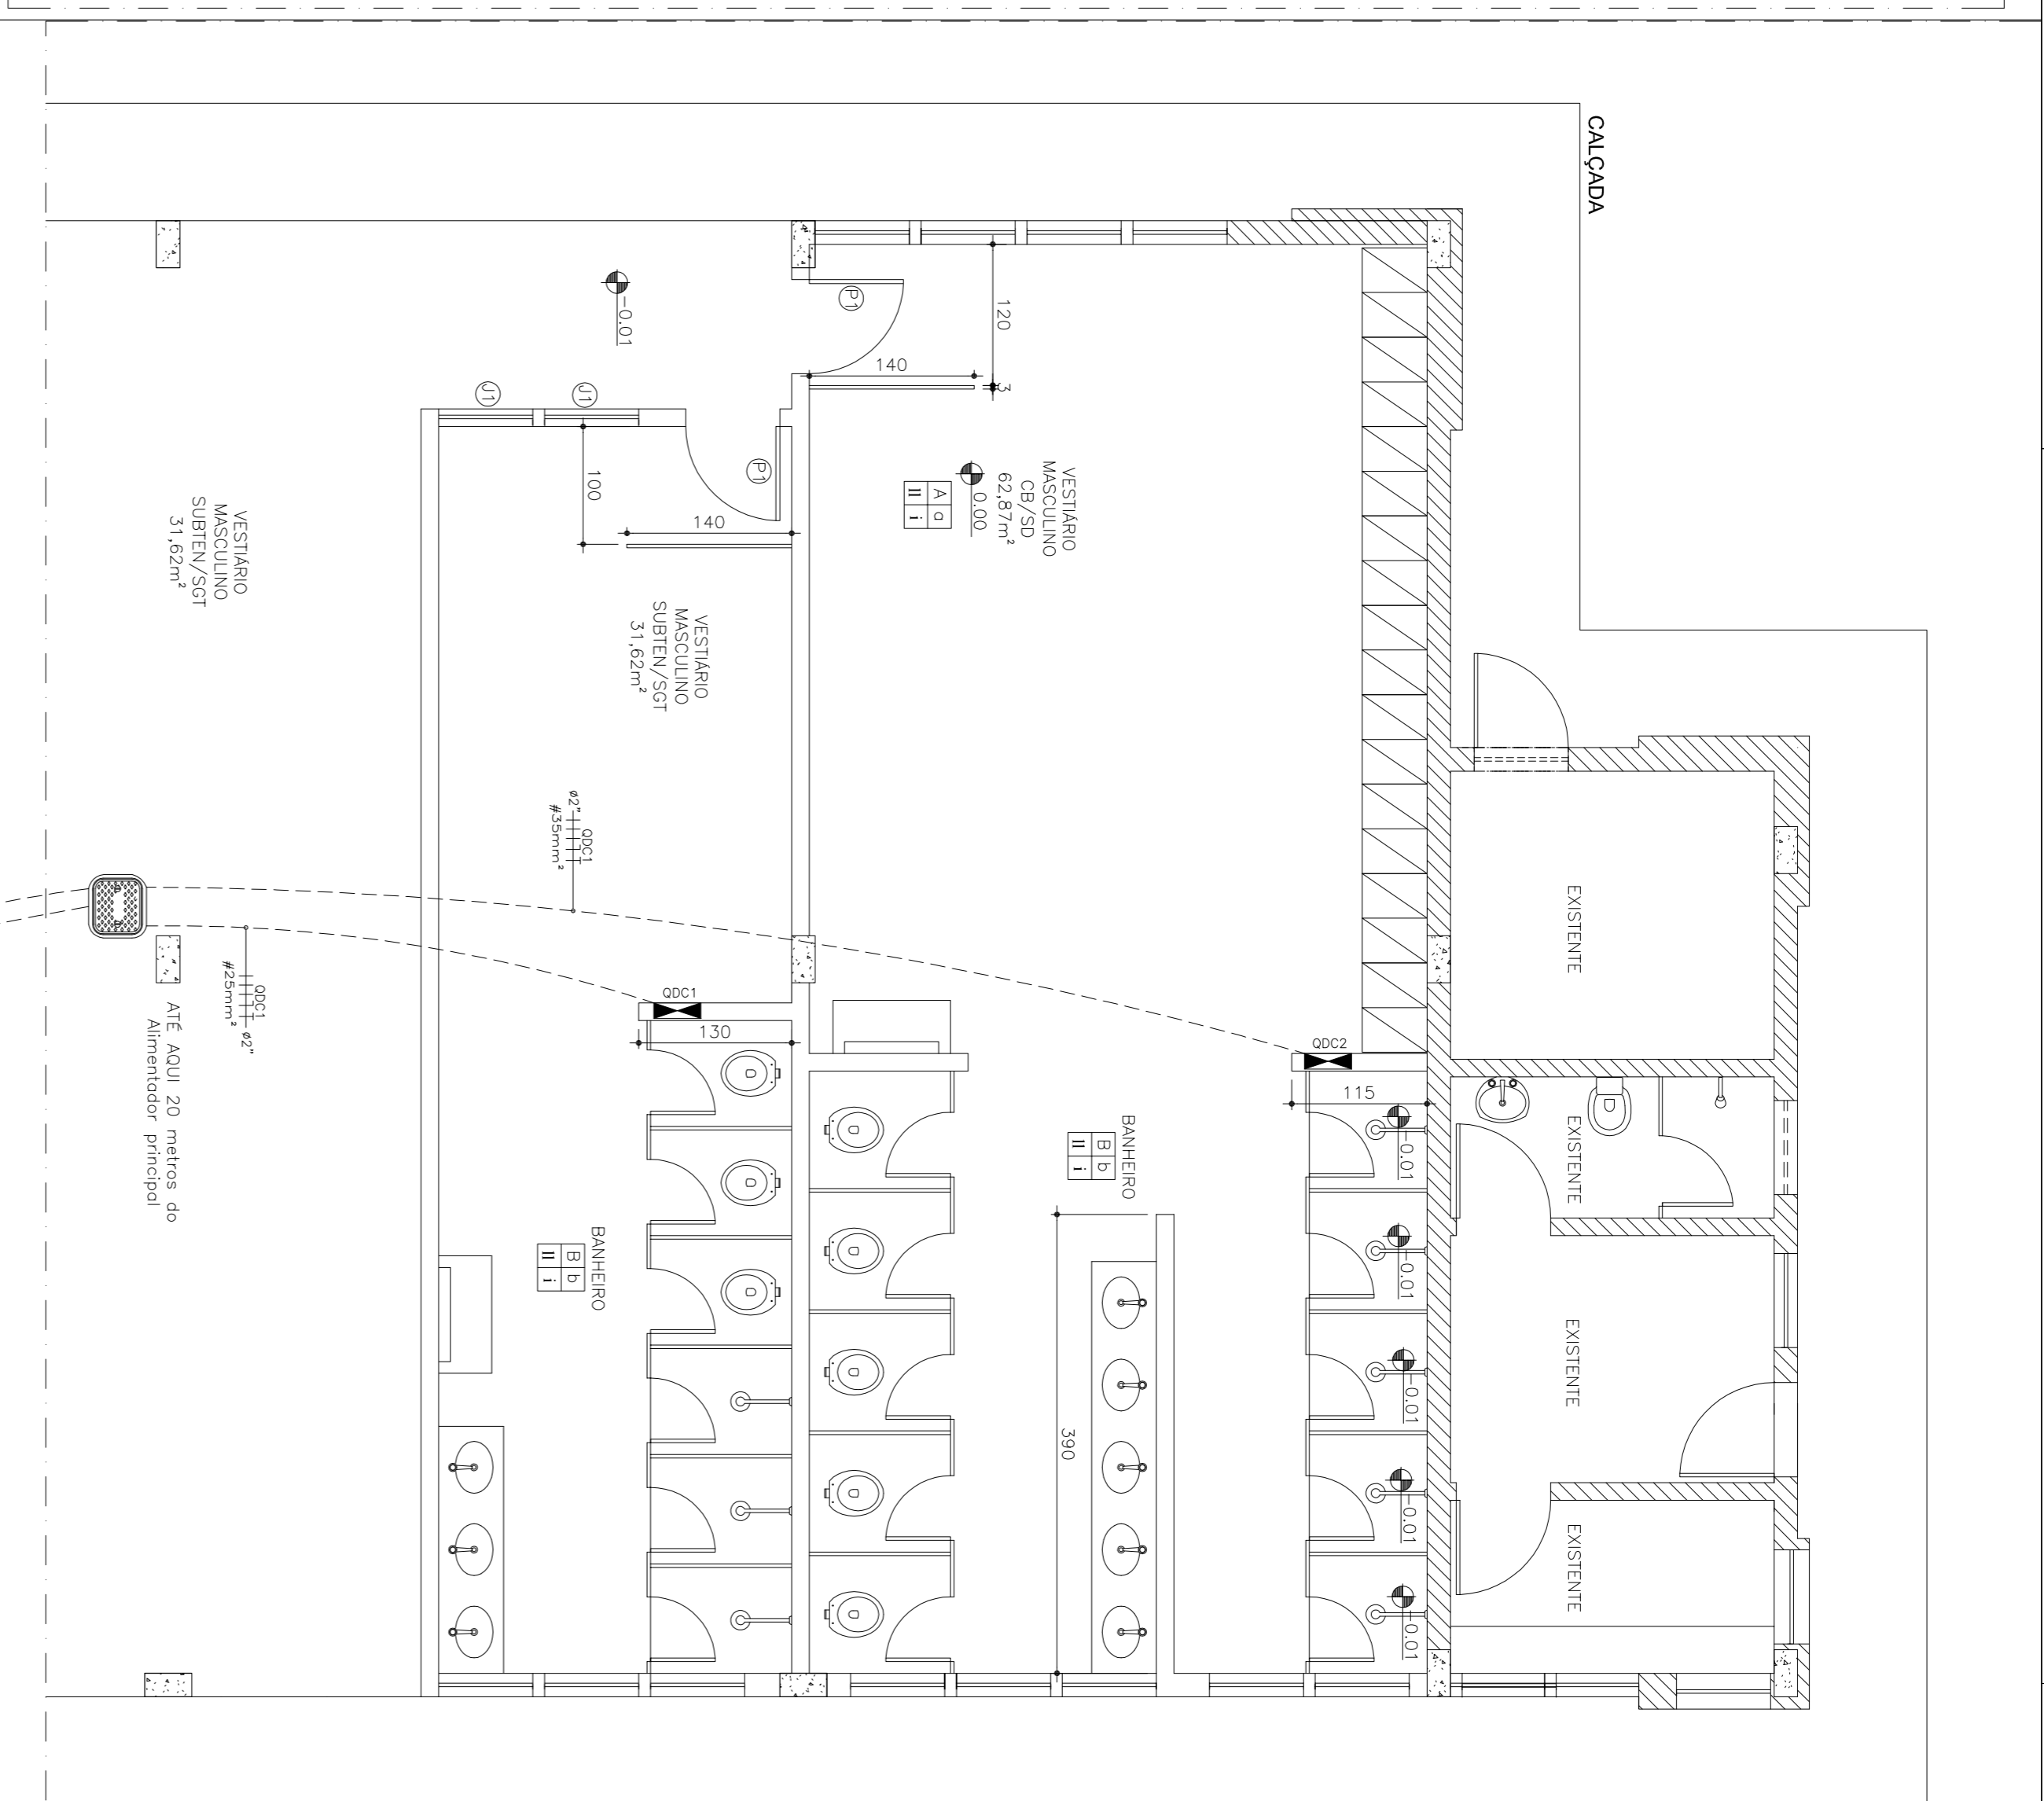 CALÇADA
P1
120
140
3
-0.01
J1
J1
P1
100
140
VESTIÁRIO
MASCULINO
CB/SD
62,87m²
0.00
A a
II i
VESTIÁRIO
MASCULINO
SUBTEN/SGT
31,62m²
VESTIÁRIO
MASCULINO
SUBTEN/SGT
31,62m²
QDC1
ø2"
#35mm²
QDC1
ø2"
#25mm²
ATÉ AQUI 20 metros do
Alimentador principal
QDC1
130
QDC2
115
BANHEIRO
B b
II i
390
BANHEIRO
B b
II i
-0.01
-0.01
-0.01
-0.01
-0.01
EXISTENTE
EXISTENTE
EXISTENTE
EXISTENTE